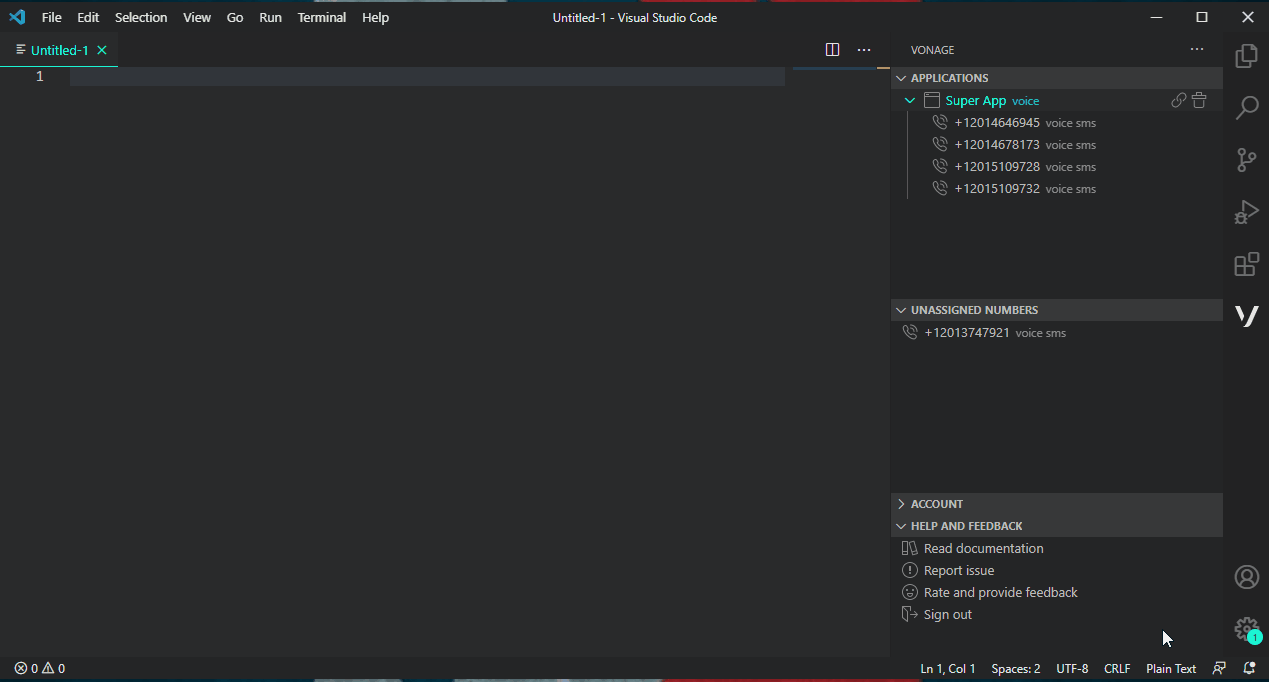 File Edit Selection View Go Run Terminal Help Untitled-1 - Visual Studio Code
Untitled-1
1
VONAGE
APPLICATIONS
Super App voice
+12014646945 voice sms
+12014678173 voice sms
+12015109728 voice sms
+12015109732 voice sms
UNASSIGNED NUMBERS
+12013747921 voice sms
ACCOUNT
HELP AND FEEDBACK
Read documentation
Report issue
Rate and provide feedback
Sign out
1
0 0 Ln 1, Col 1 Spaces: 2 UTF-8 CRLF Plain Text